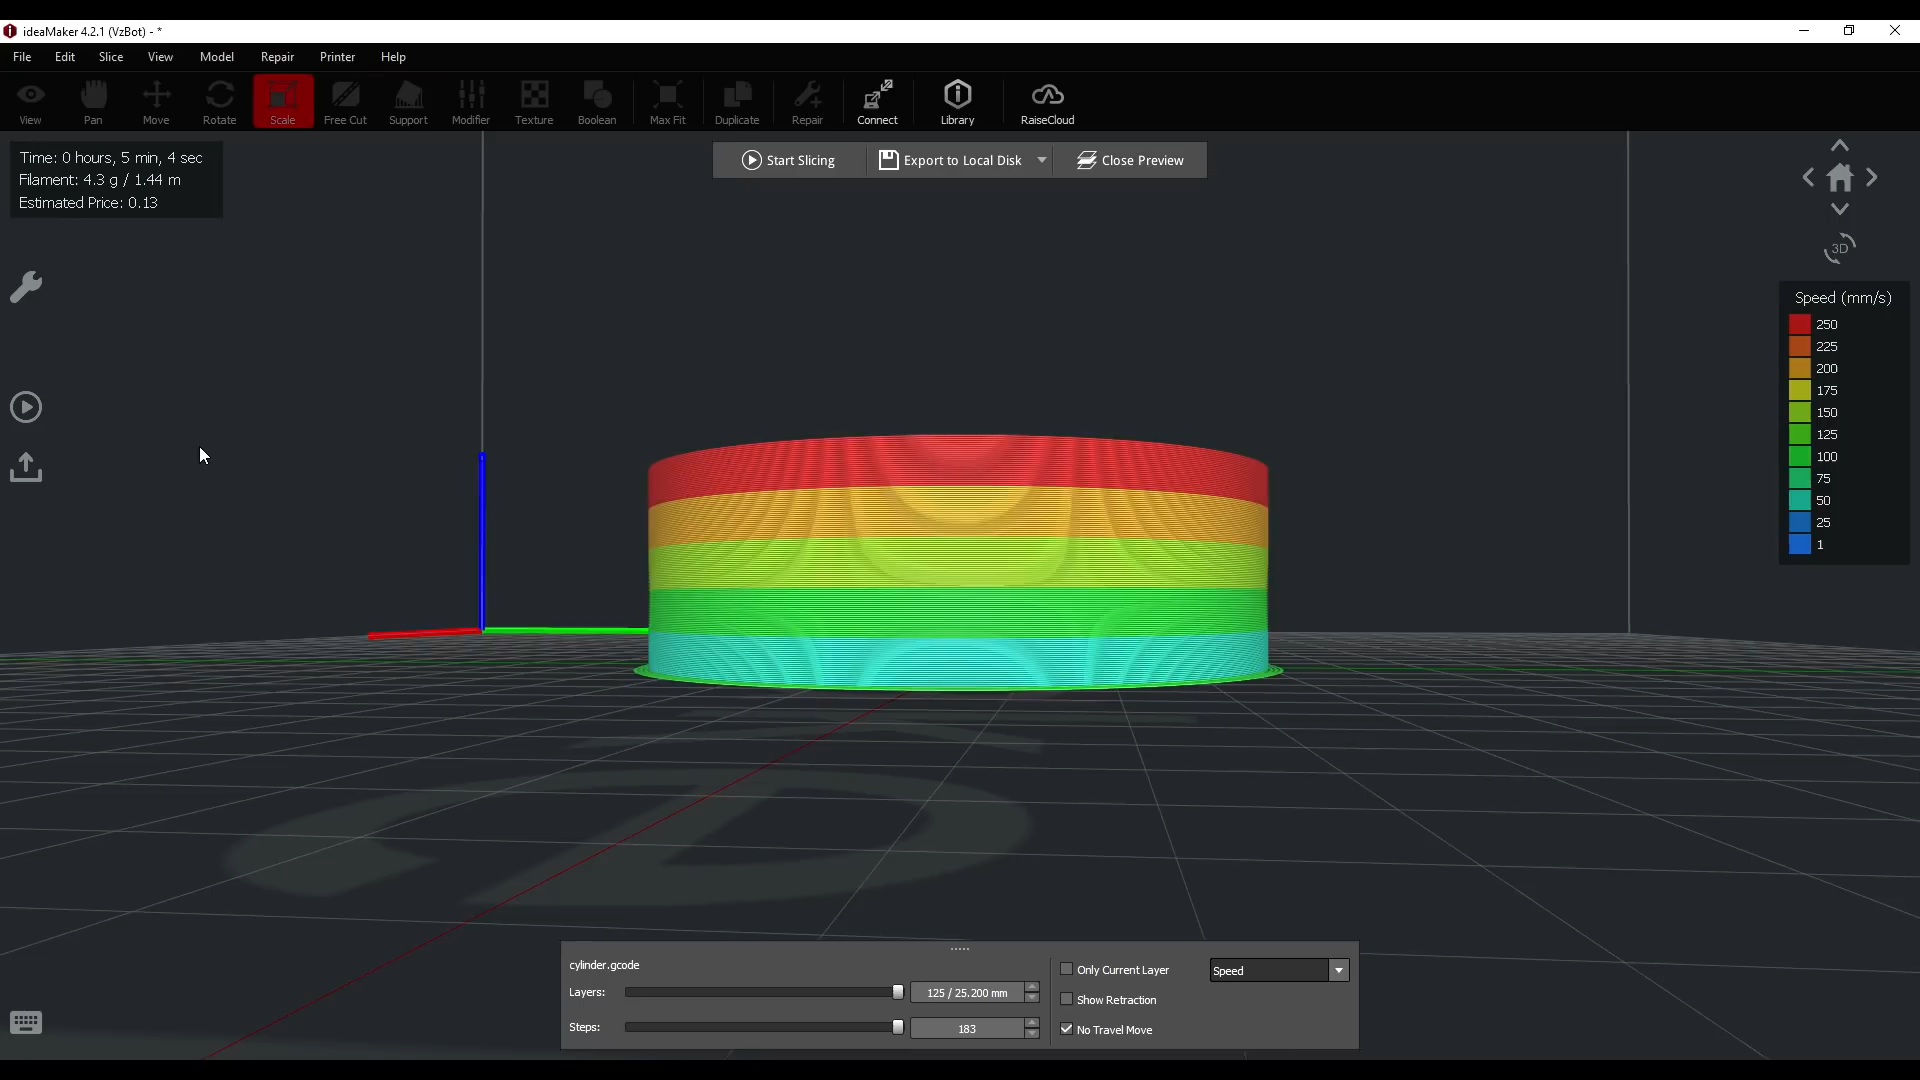 ideaMaker 4.2.1 (VzBot) - *
File Edit Slice View Model Repair Printer Help
View Pan Move Rotate Scale Free Cut Support Modifier Texture Boolean Max Fit Duplicate Repair Connect Library RaiseCloud
Time: 0 hours, 5 min, 4 sec
Filament: 4.3 g / 1.44 m
Estimated Price: 0.13
Start Slicing Export to Local Disk Close Preview
3D
Speed (mm/s)
250
225
200
175
150
125
100
75
50
25
1
cylinder.gcode
Layers: 125 / 25.200 mm
Steps: 183
Only Current Layer
Show Retraction
No Travel Move
Speed